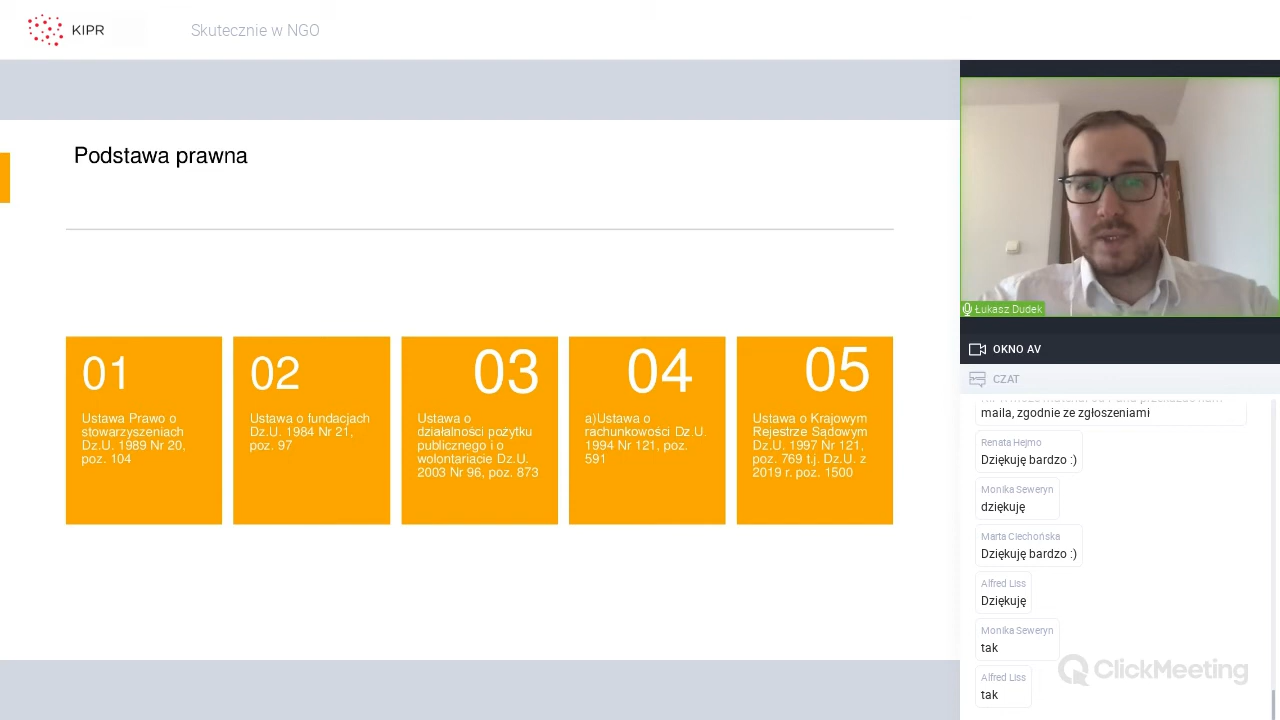 KIPR
Skutecznie w NGO
Podstawa prawna
01
Ustawa Prawo o
stowarzyszeniach
Dz.U. 1989 Nr 20,
poz. 104
02
Ustawa o fundacjach
Dz.U. 1984 Nr 21,
poz. 97
03
Ustawa o
działalności pożytku
publicznego i o
wolontariacie Dz.U.
2003 Nr 96, poz. 873
04
a)Ustawa o
rachunkowości Dz.U.
1994 Nr 121, poz.
591
05
Ustawa o Krajowym
Rejestrze Sądowym
Dz.U. 1997 Nr 121,
poz. 769 t.j. Dz.U. z
2019 r. poz. 1500
Łukasz Dudek
OKNO AV
CZAT
maila, zgodnie ze zgłoszeniami
Renata Hejmo
Dziękuję bardzo :)
Monika Seweryn
dziękuję
Marta Ciechońska
Dziękuję bardzo :)
Alfred Liss
Dziękuję
Monika Seweryn
tak
Alfred Liss
tak
ClickMeeting